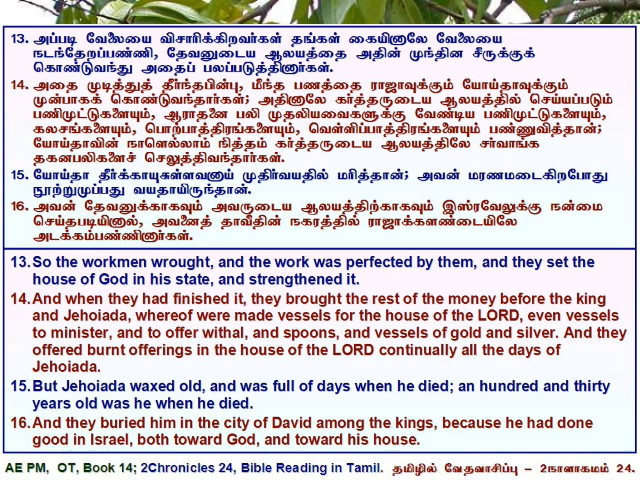 13. அப்படி வேலையை விசாரிக்கிறவர்கள் தங்கள் கையினாலே வேலையை
நடந்தேறப்பண்ணி, தேவனுடைய ஆலயத்தை அதின் முந்தின சீருக்குக்
கொண்டுவந்து அதைப் பலப்படுத்தினார்கள்.
14. அதை முடித்துத் தீர்ந்தபின்பு, மீந்த பணத்தை ராஜாவுக்கும் யோய்தாவுக்கும்
முன்பாகக் கொண்டுவந்தார்கள்; அதினாலே கர்த்தருடைய ஆலயத்தில் செய்யப்படும்
பணிமுட்டுகளையும், ஆராதனை பலி முதலியவைகளுக்கு வேண்டிய பணிமுட்டுகளையும்,
கலசங்களையும், பொற்பாத்திரங்களையும், வெள்ளிப்பாத்திரங்களையும் பண்ணுவித்தான்;
யோய்தாவின் நாளெல்லாம் நித்தம் கர்த்தருடைய ஆலயத்திலே சர்வாங்க
தகனபலிகளைச் செலுத்திவந்தார்கள்.
15. யோய்தா தீர்க்காயுசுள்ளவனாய் முதிர்வயதில் மரித்தான்; அவன் மரணமடைகிறபோது
நூற்றுமுப்பது வயதாயிருந்தான்.
16. அவன் தேவனுக்காகவும் அவருடைய ஆலயத்திற்காகவும் இஸ்ரவேலுக்கு நன்மை
செய்தபடியினால், அவனைத் தாவீதின் நகரத்தில் ராஜாக்களண்டையிலே
அடக்கம்பண்ணினார்கள்.
13. So the workmen wrought, and the work was perfected by them, and they set the
house of God in his state, and strengthened it.
14. And when they had finished it, they brought the rest of the money before the king
and Jehoiada, whereof were made vessels for the house of the LORD, even vessels
to minister, and to offer withal, and spoons, and vessels of gold and silver. And they
offered burnt offerings in the house of the LORD continually all the days of
Jehoiada.
15. But Jehoiada waxed old, and was full of days when he died; an hundred and thirty
years old was he when he died.
16. And they buried him in the city of David among the kings, because he had done
good in Israel, both toward God, and toward his house.
AE PM, OT, Book 14; 2Chronicles 24, Bible Reading in Tamil. தமிழில் வேதவாசிப்பு – 2நாளாகமம் 24.